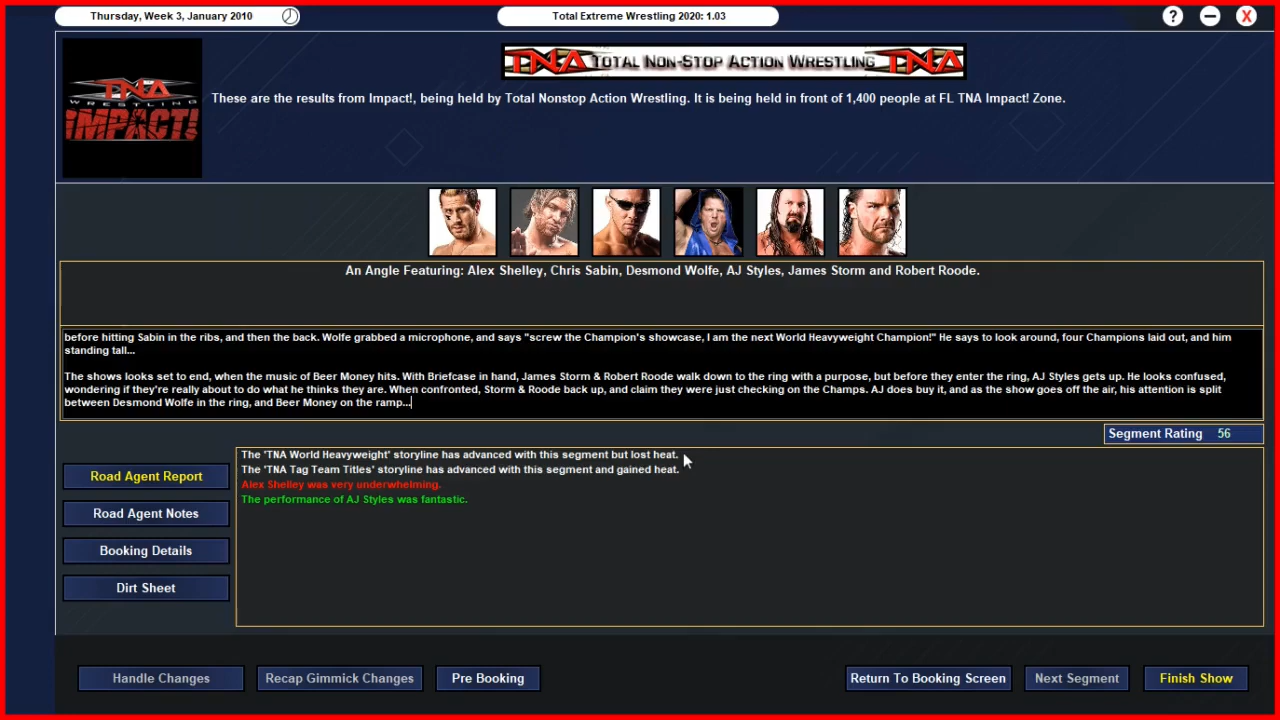 Thursday, Week 3, January 2010
Total Extreme Wrestling 2020: 1.03
? X
TNA TOTAL NON-STOP ACTION WRESTLING TNA
TNA
WRESTLING
iMPACT!
These are the results from Impact!, being held by Total Nonstop Action Wrestling. It is being held in front of 1,400 people at FL TNA Impact! Zone.
An Angle Featuring: Alex Shelley, Chris Sabin, Desmond Wolfe, AJ Styles, James Storm and Robert Roode.
before hitting Sabin in the ribs, and then the back. Wolfe grabbed a microphone, and says "screw the Champion's showcase, I am the next World Heavyweight Champion!" He says to look around, four Champions laid out, and him
standing tall...
The shows looks set to end, when the music of Beer Money hits. With Briefcase in hand, James Storm & Robert Roode walk down to the ring with a purpose, but before they enter the ring, AJ Styles gets up. He looks confused,
wondering if they're really about to do what he thinks they are. When confronted, Storm & Roode back up, and claim they were just checking on the Champs. AJ does buy it, and as the show goes off the air, his attention is split
between Desmond Wolfe in the ring, and Beer Money on the ramp...
Segment Rating 56
The 'TNA World Heavyweight' storyline has advanced with this segment but lost heat.
The 'TNA Tag Team Titles' storyline has advanced with this segment and gained heat.
Alex Shelley was very underwhelming.
The performance of AJ Styles was fantastic.
Road Agent Report
Road Agent Notes
Booking Details
Dirt Sheet
Handle Changes
Recap Gimmick Changes
Pre Booking
Return To Booking Screen
Next Segment
Finish Show